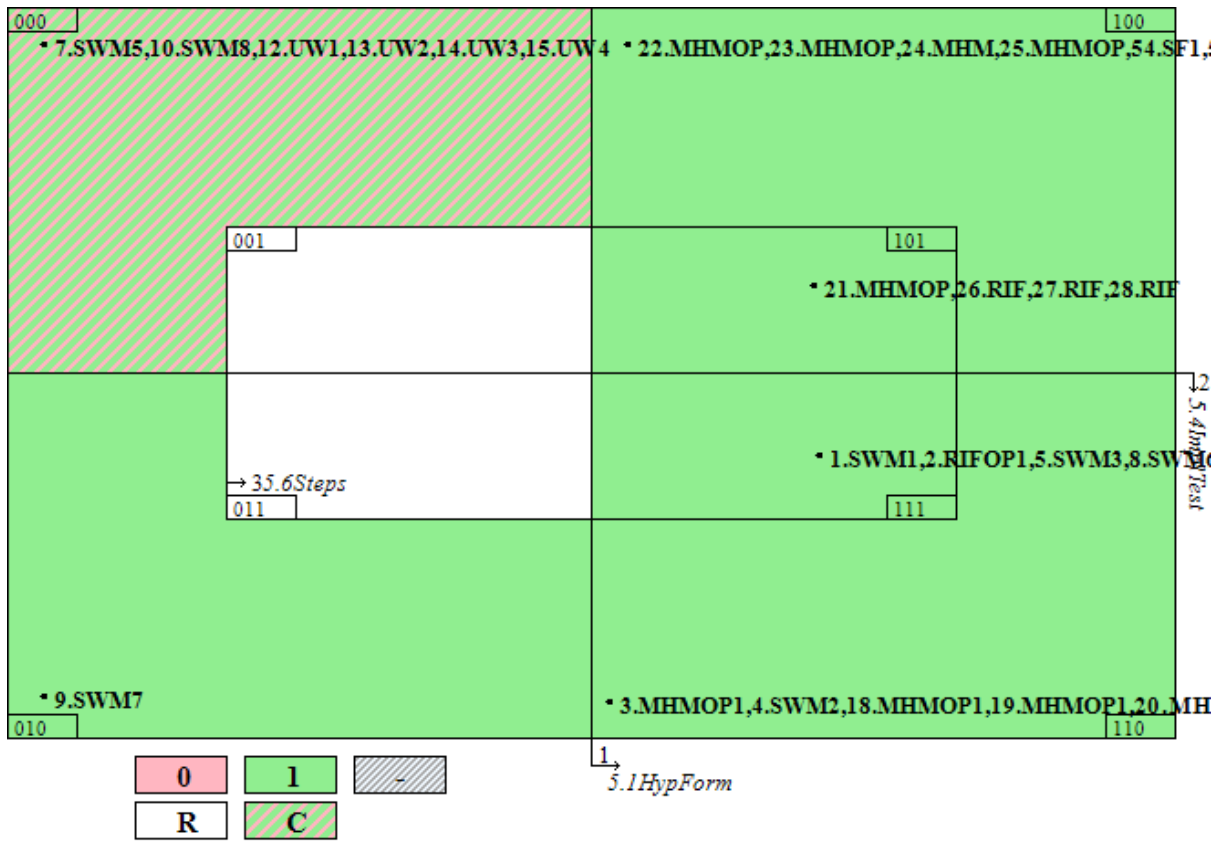 000
100
7.SWM5,10.SWM8,12.UW1,13.UW2,14.UW3,15.UW4
22.MHMOP,23.MHMOP,24.MHM,25.MHMOP,54.SF1,
001
101
21.MHMOP,26.RIF,27.RIF,28.RIF
2
1.SWM1,2.RIFOP1,5.SWM3,8.SWM
35.6Steps
011
111
9.SWM7
3.MHMOP1,4.SWM2,18.MHMOP1,19.MHMOP1,20.MH
010
110
1
5.1HypForm
0
1
-
R
C